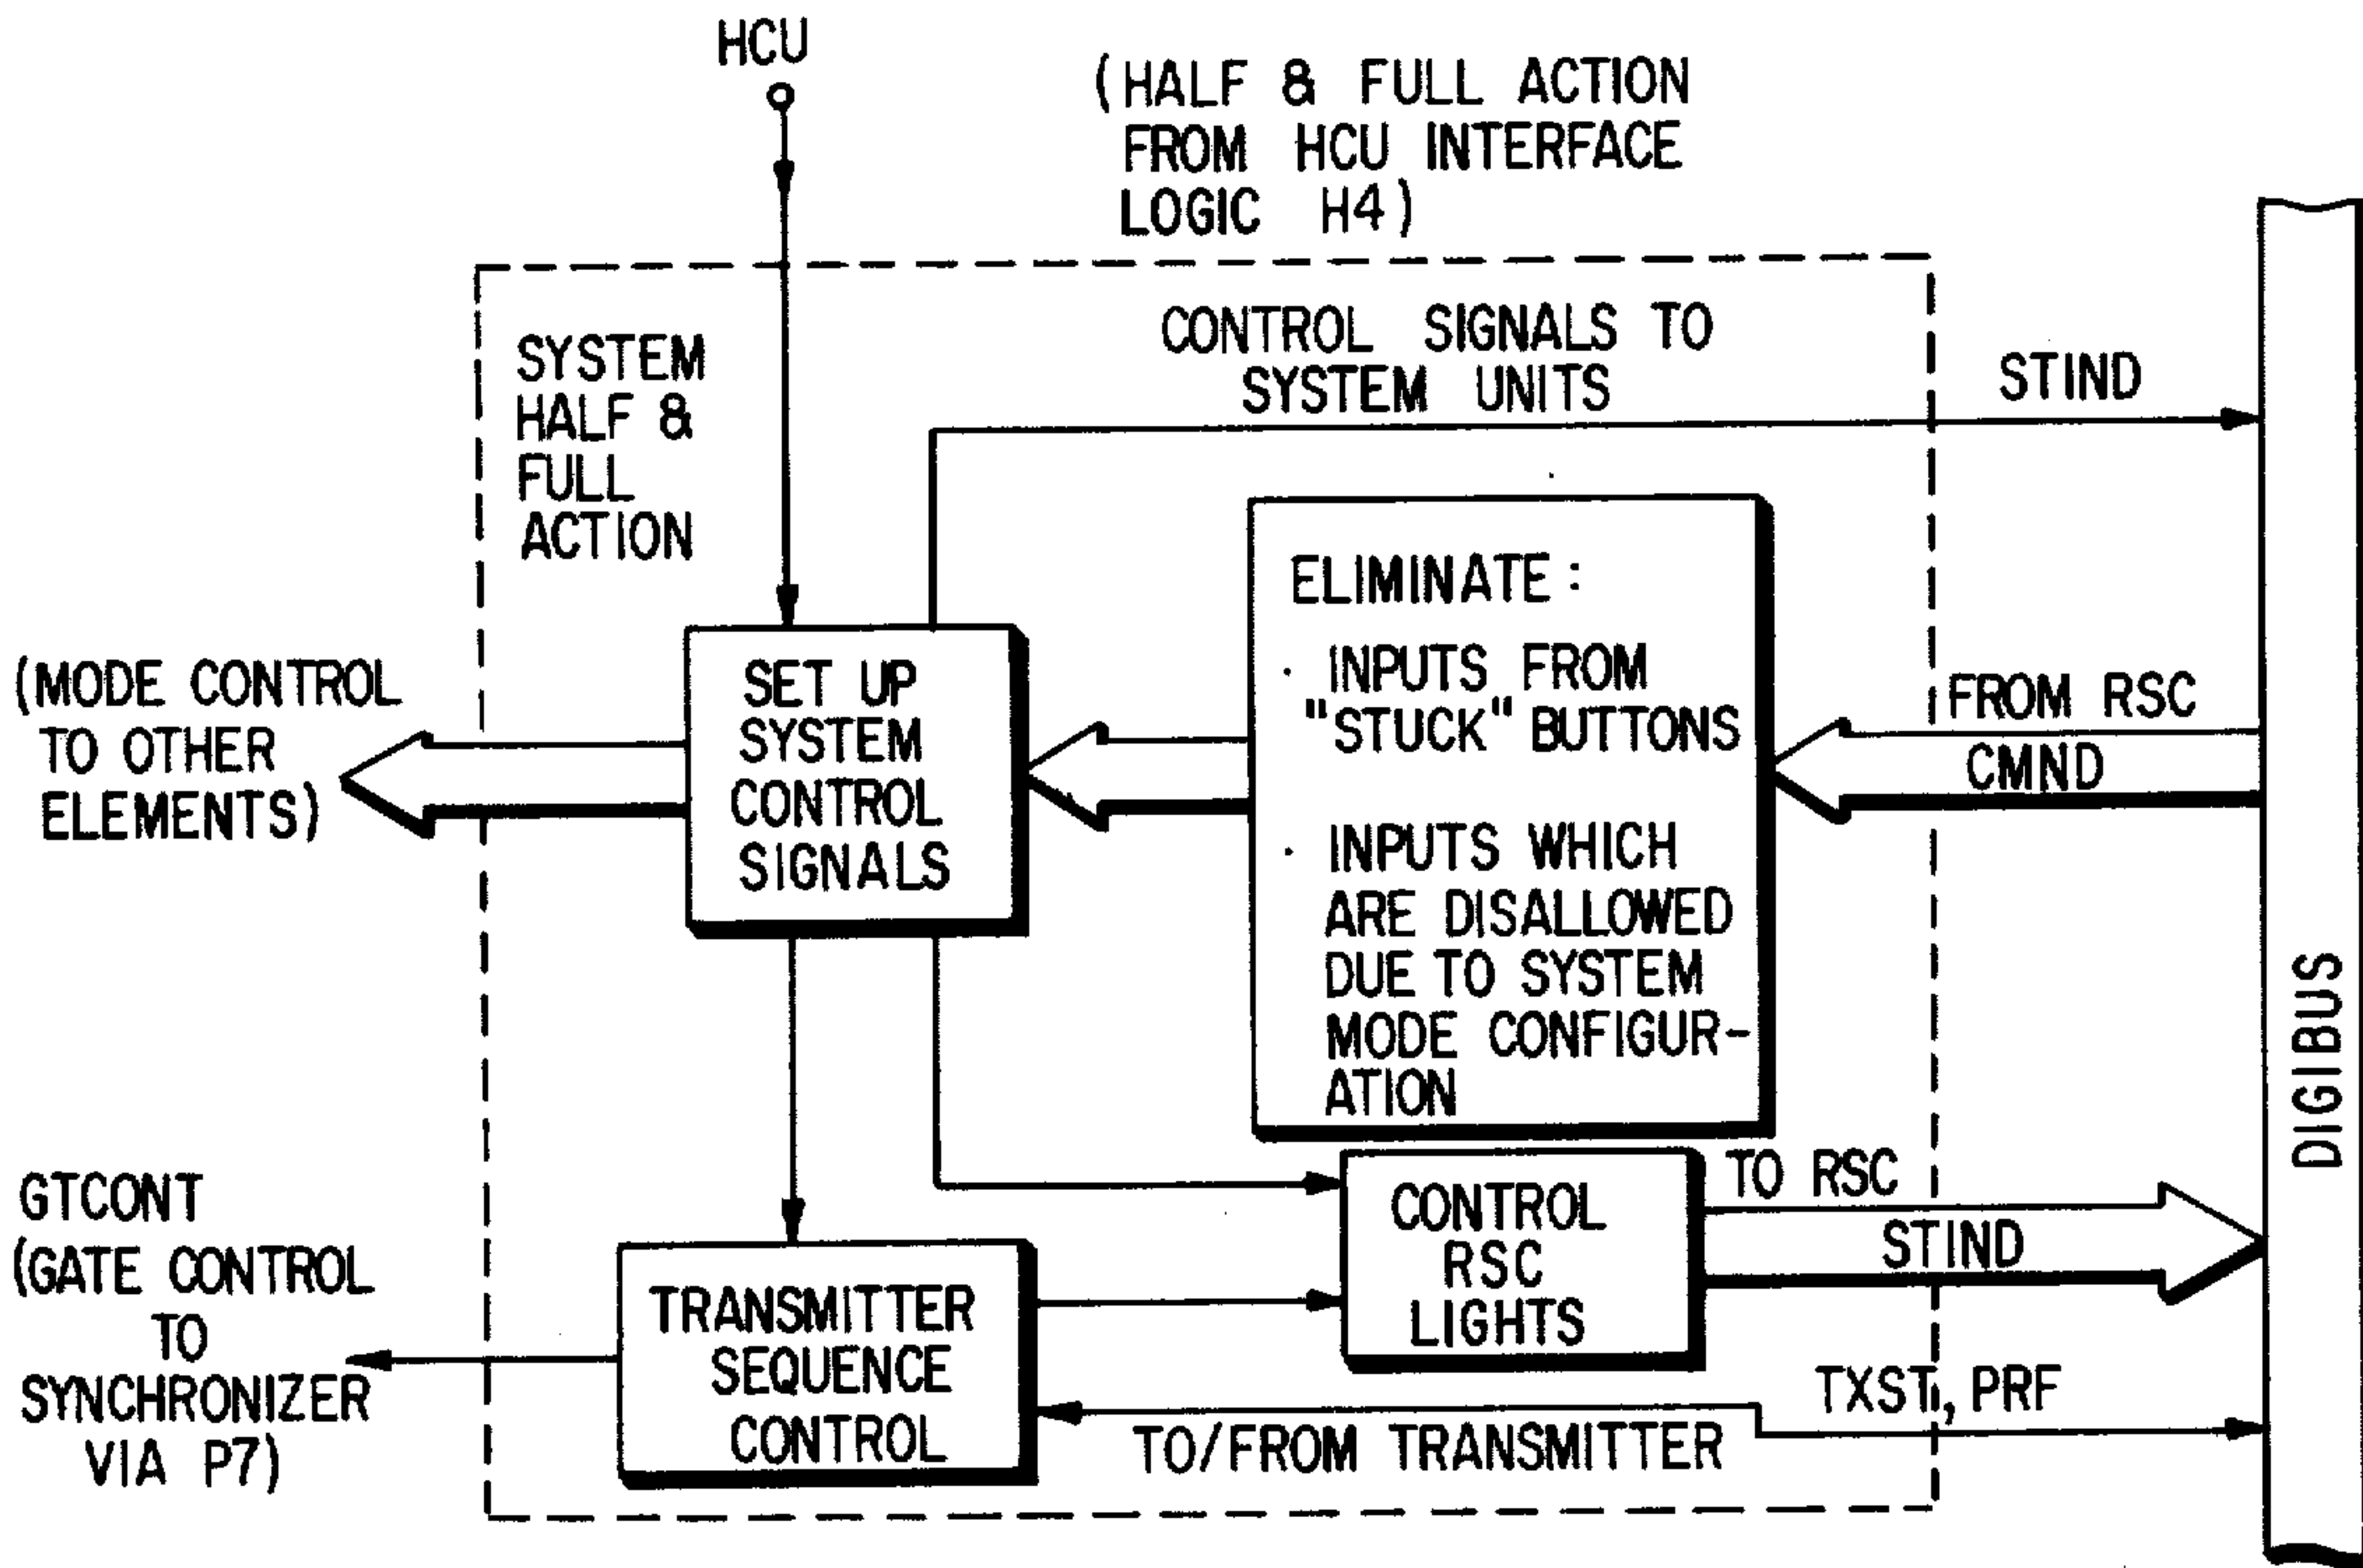 HCU
(HALF & FULL ACTION
FROM HCU INTERFACE
LOGIC H4)
SYSTEM
HALF &
FULL
ACTION
CONTROL SIGNALS TO
SYSTEM UNITS
STIND
ELIMINATE :
· INPUTS FROM
"STUCK" BUTTONS
· INPUTS WHICH
ARE DISALLOWED
DUE TO SYSTEM
MODE CONFIGUR-
ATION
(MODE CONTROL
TO OTHER
ELEMENTS)
SET UP
SYSTEM
CONTROL
SIGNALS
FROM RSC
CMND
DIGIBUS
GTCONT
(GATE CONTROL
TO
SYNCHRONIZER
VIA P7)
TRANSMITTER
SEQUENCE
CONTROL
CONTROL
RSC
LIGHTS
TO RSC
STIND
TXST, PRF
TO/FROM TRANSMITTER